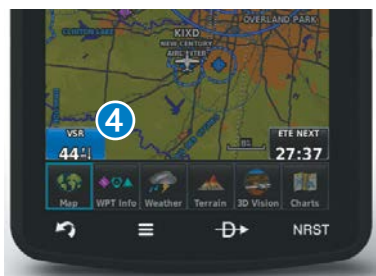 OVERLAND PARK
KIXD
NEW CENTURY
4
VSR
44
ETE NEXT
27:37
Map
WPT Info
Weather
Terrain
3D Vision
Charts
D
NRST